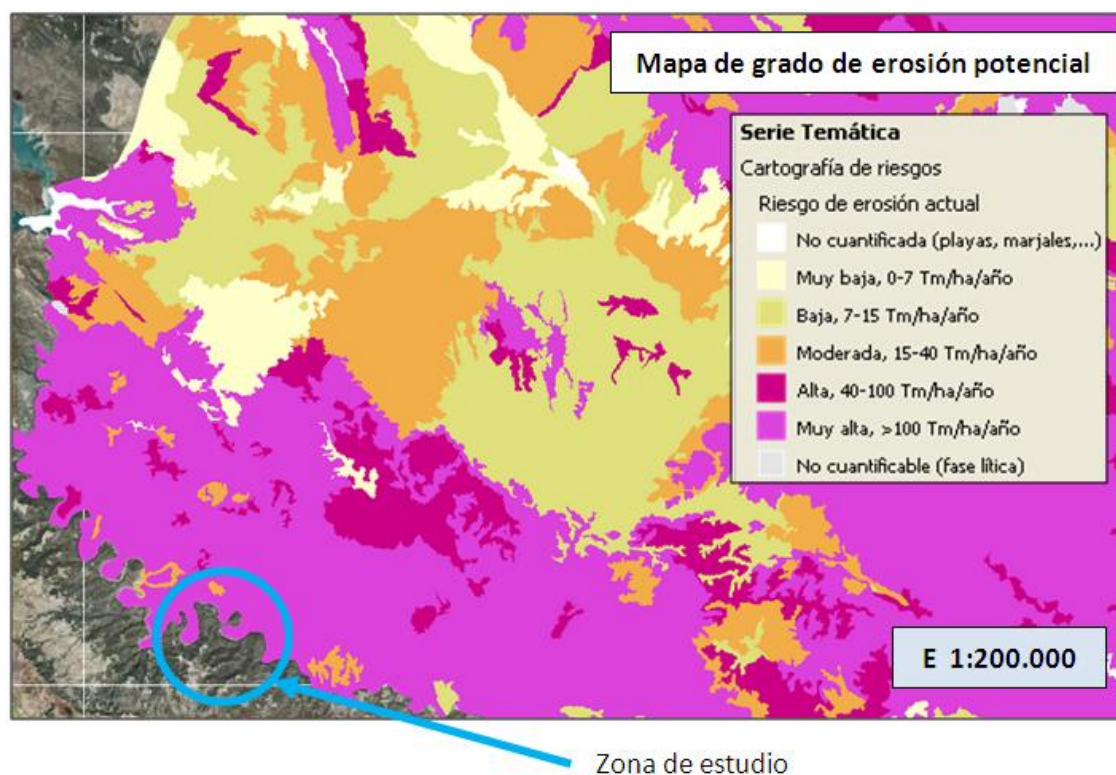 Mapa de grado de erosión potencial
Serie Temática
Cartografía de riesgos
Riesgo de erosión actual
No cuantificada (playas, marjales,...)
Muy baja, 0-7 Tm/ha/año
Baja, 7-15 Tm/ha/año
Moderada, 15-40 Tm/ha/año
Alta, 40-100 Tm/ha/año
Muy alta, >100 Tm/ha/año
No cuantificable (fase lítica)
E 1:200.000
Zona de estudio